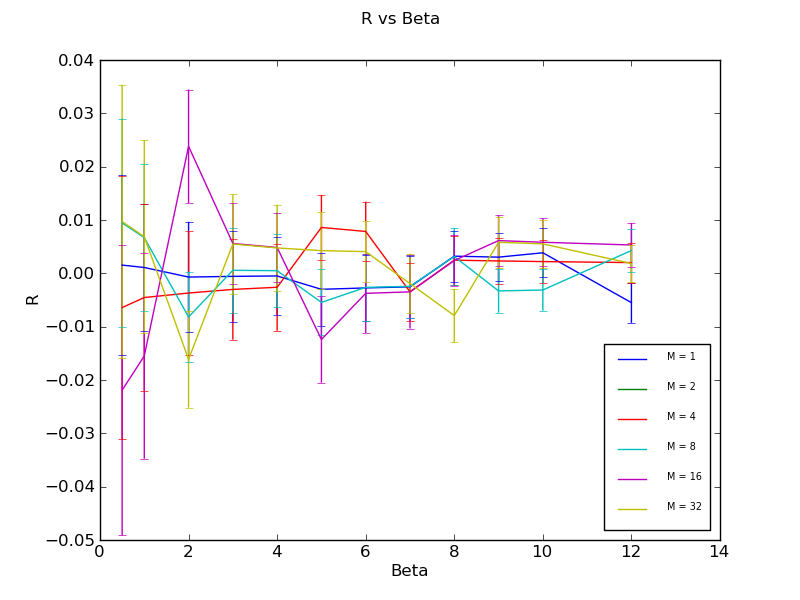 R vs Beta
0.04
0.03
0.02
0.01
0.00
−0.01
−0.02
−0.03
−0.04
−0.05
R
0 2 4 6 8 10 12 14
Beta
M = 1
M = 2
M = 4
M = 8
M = 16
M = 32